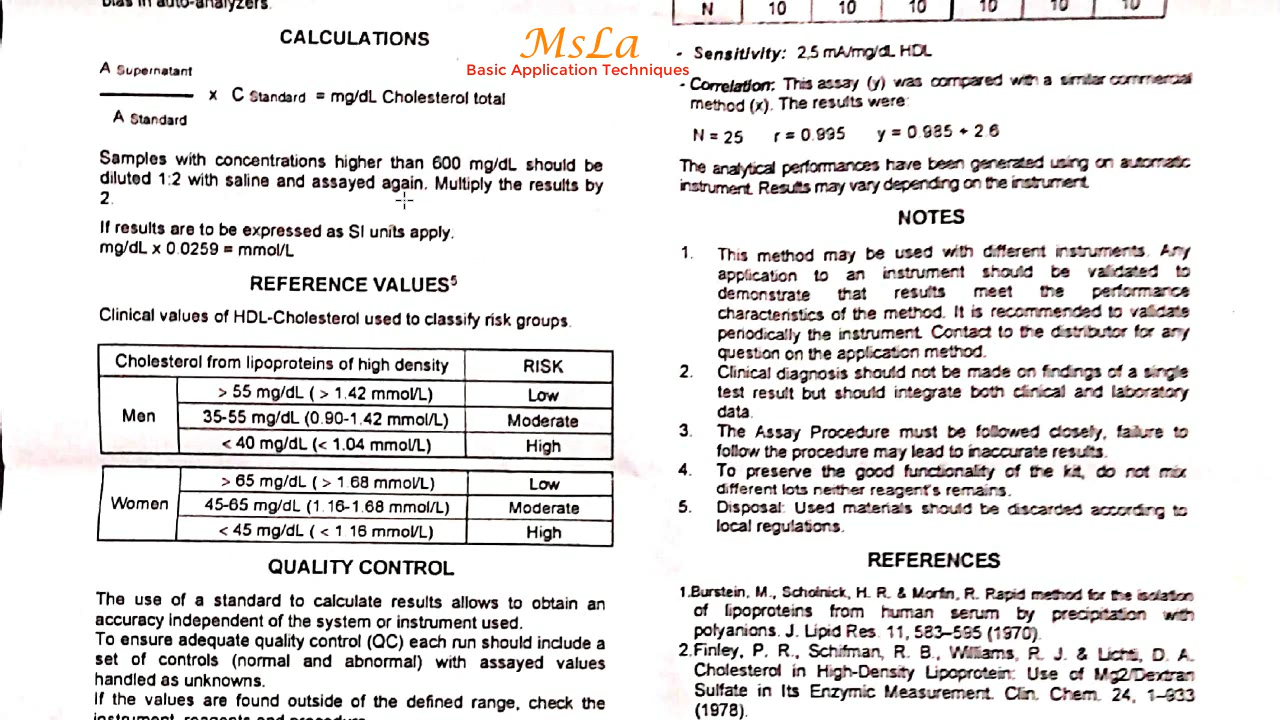 bias in auto-analyzers.
CALCULATIONS
A Supernatant
x C Standard = mg/dL Cholesterol total
A Standard
Samples with concentrations higher than 600 mg/dL should be
diluted 1:2 with saline and assayed again. Multiply the results by
2.
If results are to be expressed as SI units apply.
mg/dL x 0.0259 = mmol/L
REFERENCE VALUES5
Clinical values of HDL-Cholesterol used to classify risk groups.
Cholesterol from lipoproteins of high density RISK
Men
> 55 mg/dL ( > 1.42 mmol/L) Low
35-55 mg/dL (0.90-1.42 mmol/L) Moderate
< 40 mg/dL (< 1.04 mmol/L) High
Women
> 65 mg/dL ( > 1.68 mmol/L) Low
45-65 mg/dL (1.16-1.68 mmol/L) Moderate
< 45 mg/dL ( < 1.16 mmol/L) High
QUALITY CONTROL
The use of a standard to calculate results allows to obtain an
accuracy independent of the system or instrument used.
To ensure adequate quality control (QC) each run should include a
set of controls (normal and abnormal) with assayed values
handled as unknowns.
If the values are found outside of the defined range, check the
instrument, reagents and procedure.
MsLa
Basic Application Techniques
N 10 10 10 10 10 10
- Sensitivity: 2,5 mA/mg/dL HDL
- Correlation: This assay (y) was compared with a similar commercial
method (x). The results were:
N = 25 r = 0.995 y = 0.985 + 2.6
The analytical performances have been generated using on automatic
instrument. Results may vary depending on the instrument.
NOTES
1. This method may be used with different instruments. Any
application to an instrument should be validated to
demonstrate that results meet the performance
characteristics of the method. It is recommended to validate
periodically the instrument. Contact to the distributor for any
question on the application method.
2. Clinical diagnosis should not be made on findings of a single
test result but should integrate both clinical and laboratory
data.
3. The Assay Procedure must be followed closely, failure to
follow the procedure may lead to inaccurate results.
4. To preserve the good functionality of the kit, do not mix
different lots neither reagent's remains.
5. Disposal: Used materials should be discarded according to
local regulations.
REFERENCES
1.Burstein, M., Scholnick, H. R. & Morfin, R. Rapid method for the isolation
of lipoproteins from human serum by precipitation with
polyanions. J. Lipid Res. 11, 583–595 (1970).
2.Finley, P. R., Schifman, R. B., Williams, R. J. & Lichti, D. A.
Cholesterol in High-Density Lipoprotein: Use of Mg2/Dextran
Sulfate in Its Enzymic Measurement. Clin. Chem. 24, 1–933
(1978).